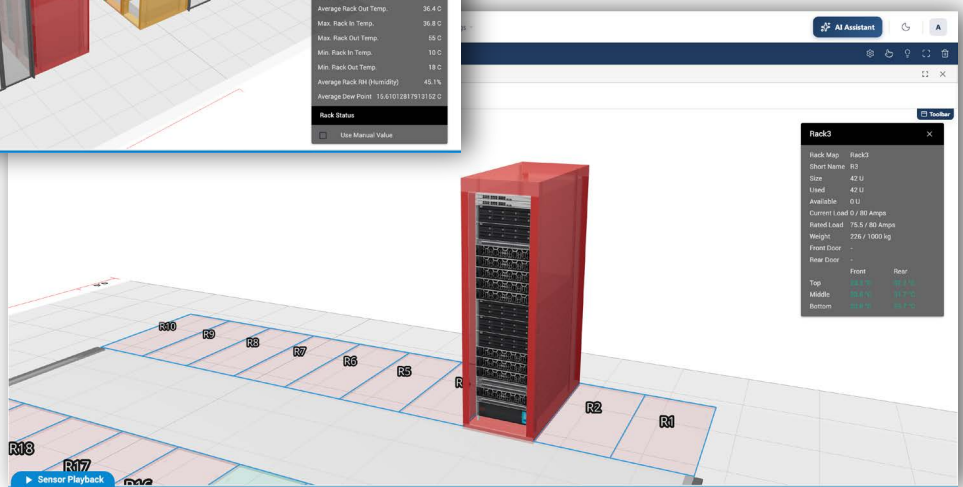 Average Rack Out Temp. 36.4 C
Max. Rack In Temp. 36.8 C
Max. Rack Out Temp. 55 C
Min. Rack In Temp. 10 C
Min. Rack Out Temp. 18 C
Average Rack RH (Humidity) 45.1%
Average Dew Point 15.61012817913152 C
Rack Status
Use Manual Value
AI Assistant
A
Toolbar
Rack3
Rack Map Rack3
Short Name R3
Size 42 U
Used 42 U
Available 0 U
Current Load 0 / 80 Amps
Rated Load 75.5 / 80 Amps
Weight 226 / 1000 kg
Front Door -
Rear Door -
Front Rear
Top
Middle
Bottom
R10
R9
R8
R7
R6
R5
R2
R1
R18
R17
R16
Sensor Playback